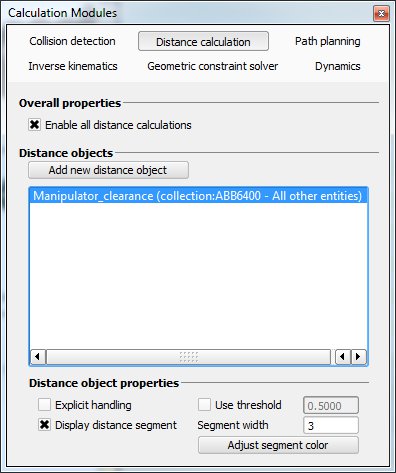 Calculation Modules
Collision detection Distance calculation Path planning
Inverse kinematics Geometric constraint solver Dynamics
Overall properties
Enable all distance calculations
Distance objects
Add new distance object
Manipulator_clearance (collection:ABB6400 - All other entities)
Distance object properties
Explicit handling Use threshold 0.5000
Display distance segment Segment width 3
Adjust segment color